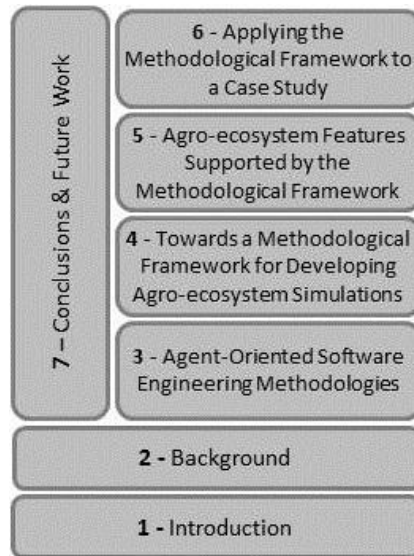 6 - Applying the
Methodological Framework to
a Case Study
5 - Agro-ecosystem Features
Supported by the
Methodological Framework
4 - Towards a Methodological
Framework for Developing
Agro-ecosystem Simulations
3 - Agent-Oriented Software
Engineering Methodologies
7 – Conclusions & Future Work
2 - Background
1 - Introduction